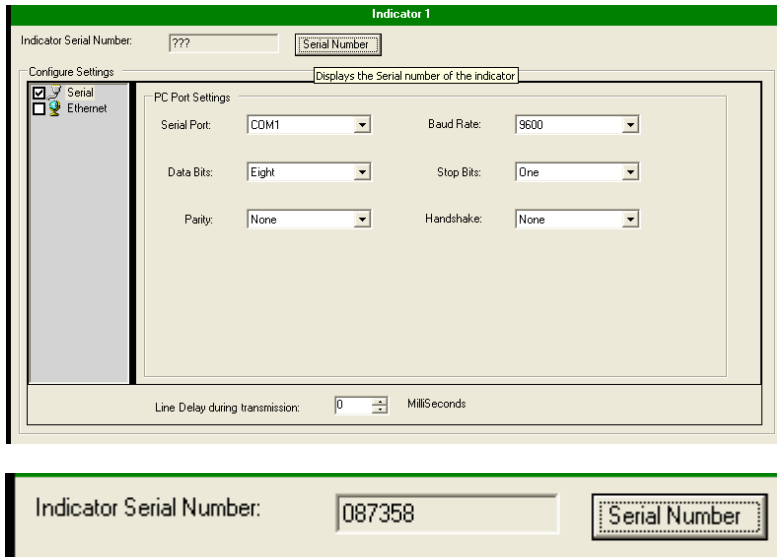 Indicator 1
Indicator Serial Number: ??? Serial Number
Displays the Serial number of the indicator
Configure Settings
Serial
Ethernet
PC Port Settings
Serial Port: COM1 Baud Rate: 9600
Data Bits: Eight Stop Bits: One
Parity: None Handshake: None
Line Delay during transmission: 0 MilliSeconds
Indicator Serial Number: 087358 Serial Number